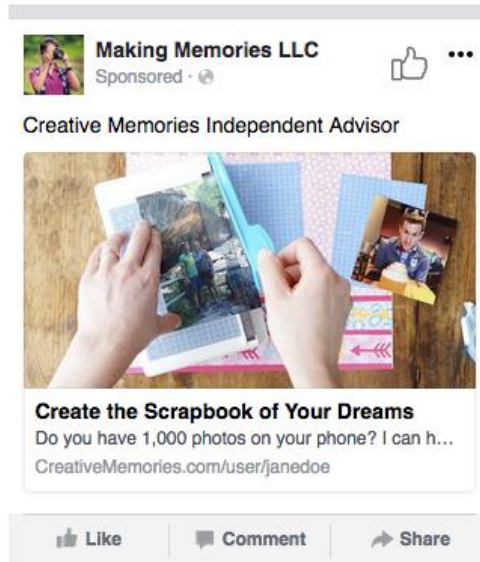 Making Memories LLC
Sponsored ·
Creative Memories Independent Advisor
Create the Scrapbook of Your Dreams
Do you have 1,000 photos on your phone? I can h...
CreativeMemories.com/user/janedoe
Like Comment Share